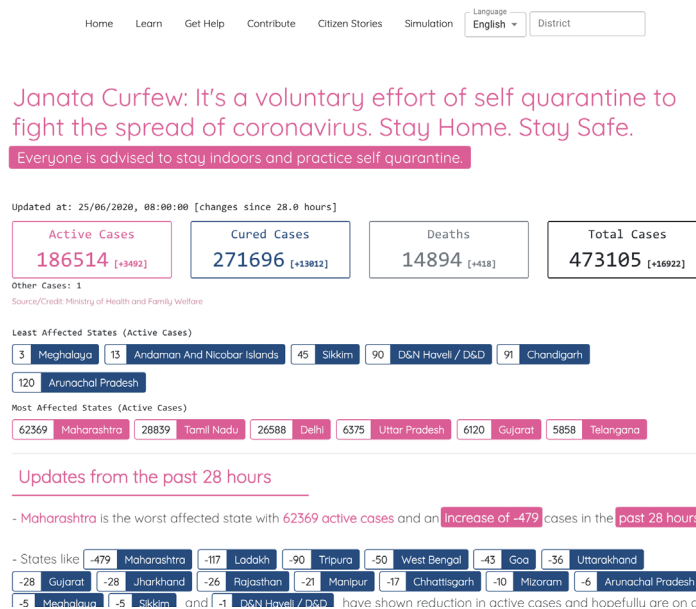 Home Learn Get Help Contribute Citizen Stories Simulation Language English District
Janata Curfew: It's a voluntary effort of self quarantine to
fight the spread of coronavirus. Stay Home. Stay Safe.
Everyone is advised to stay indoors and practice self quarantine.
Updated at: 25/06/2020, 08:00:00 [changes since 28.0 hours]
Active Cases Cured Cases Deaths Total Cases
186514 [+3492] 271696 [+13012] 14894 [+418] 473105 [+16922]
Other Cases: 1
Source/Credit: Ministry of Health and Family Welfare
Least Affected States (Active Cases)
3 Meghalaya 13 Andaman And Nicobar Islands 45 Sikkim 90 D&N Haveli / D&D 91 Chandigarh
120 Arunachal Pradesh
Most Affected States (Active Cases)
62369 Maharashtra 28839 Tamil Nadu 26588 Delhi 6375 Uttar Pradesh 6120 Gujarat 5858 Telangana
Updates from the past 28 hours
- Maharashtra is the worst affected state with 62369 active cases and an increase of -479 cases in the past 28 hours
- States like -479 Maharashtra -117 Ladakh -90 Tripura -50 West Bengal -43 Goa -36 Uttarakhand
-28 Gujarat -28 Jharkhand -26 Rajasthan -21 Manipur -17 Chhattisgarh -10 Mizoram -6 Arunachal Pradesh
-5 Meghalaya -5 Sikkim and -1 D&N Haveli / D&D have shown reduction in active cases and hopefully are on